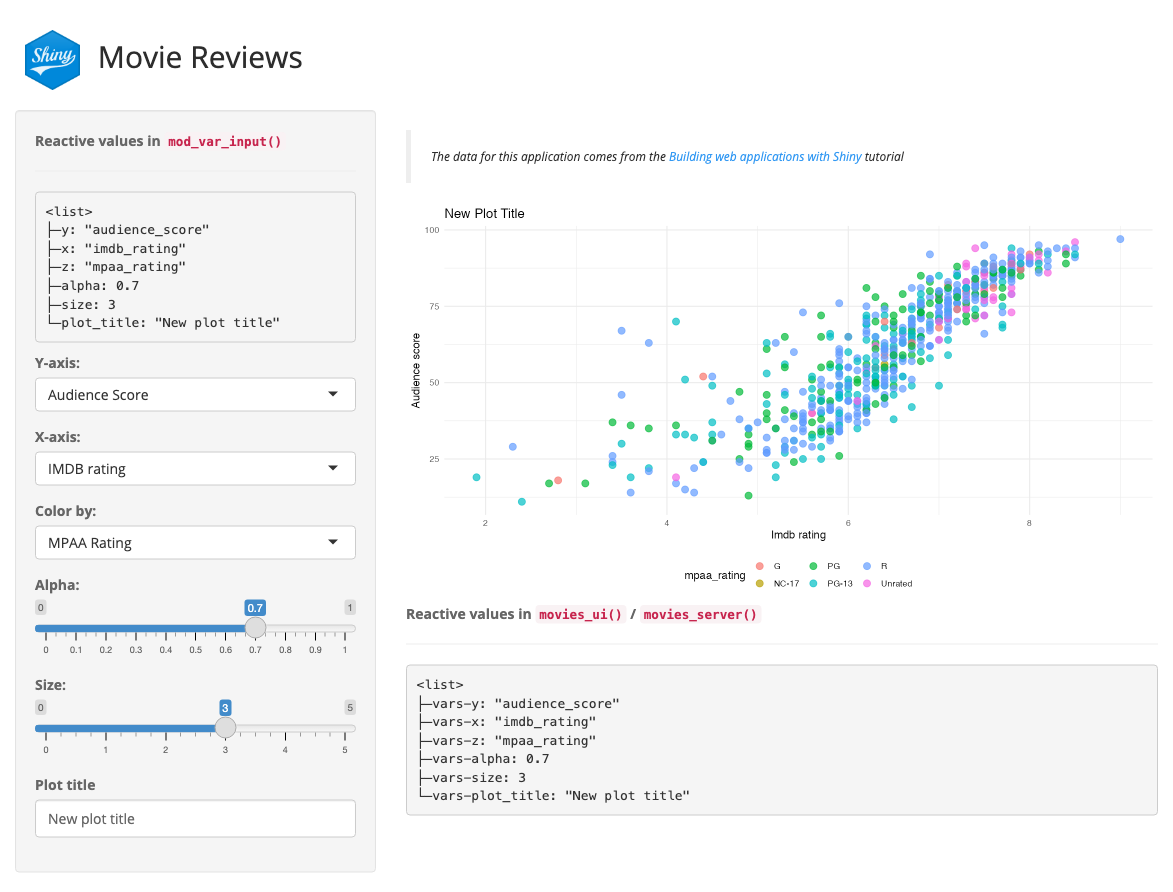 Shiny
Movie Reviews
Reactive values in mod_var_input()
<list>
├─y: "audience_score"
├─x: "imdb_rating"
├─z: "mpaa_rating"
├─alpha: 0.7
├─size: 3
└─plot_title: "New plot title"
Y-axis:
Audience Score
X-axis:
IMDB rating
Color by:
MPAA Rating
Alpha:
0 0.7 1
0 0.1 0.2 0.3 0.4 0.5 0.6 0.7 0.8 0.9 1
Size:
0 3 5
0 1 2 3 4 5
Plot title
New plot title
The data for this application comes from the Building web applications with Shiny tutorial
New Plot Title
100
75
50
25
Audience score
2 4 6 8
Imdb rating
mpaa_rating
G PG R
NC-17 PG-13 Unrated
Reactive values in movies_ui() / movies_server()
<list>
├─vars-y: "audience_score"
├─vars-x: "imdb_rating"
├─vars-z: "mpaa_rating"
├─vars-alpha: 0.7
├─vars-size: 3
└─vars-plot_title: "New plot title"